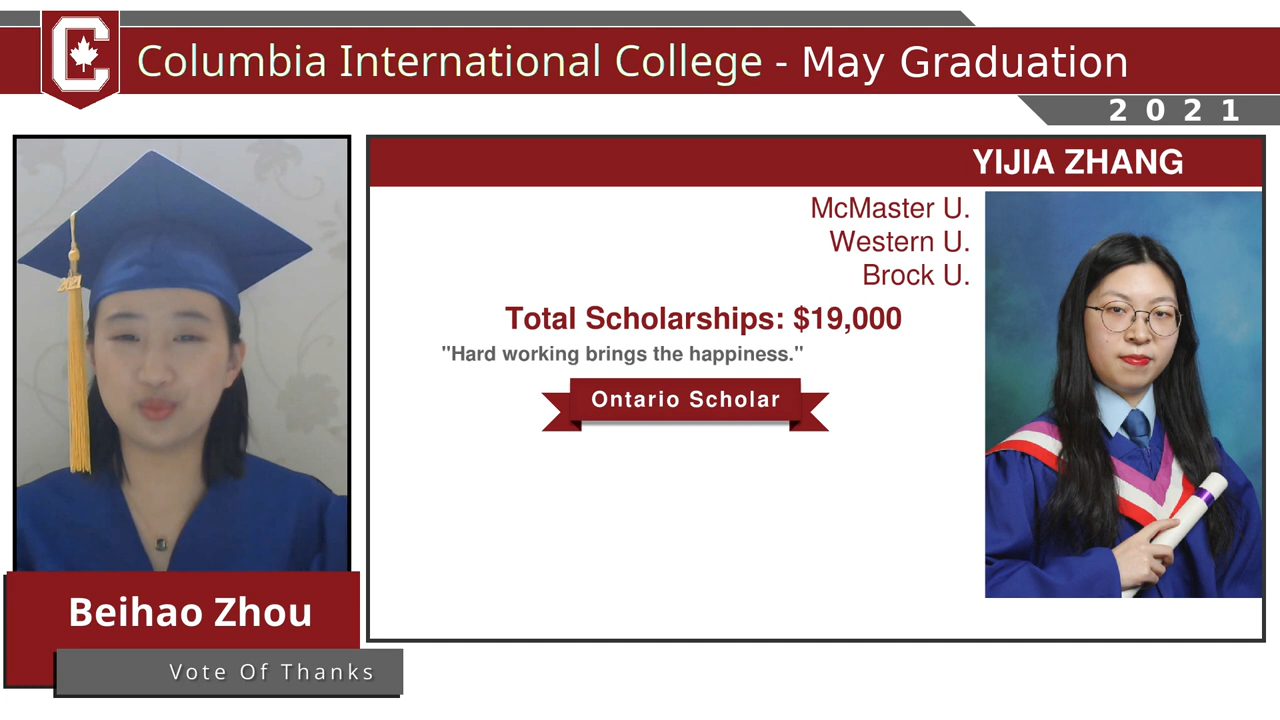 C
Columbia International College - May Graduation
2 0 2 1
YIJIA ZHANG
McMaster U.
Western U.
Brock U.
Total Scholarships: $19,000
"Hard working brings the happiness."
Ontario Scholar
2021
Beihao Zhou
Vote Of Thanks